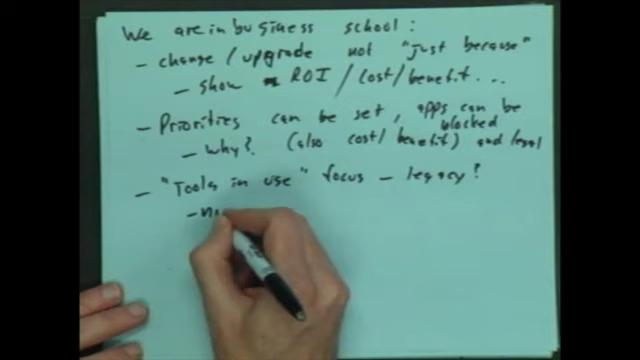 We are in business school:
- change/upgrade not "just because"
- show ROI / cost/benefit...
- Priorities can be set, apps can be blocked
- why? (also cost/benefit) and legal
- "Tools in use" focus - legacy?
-